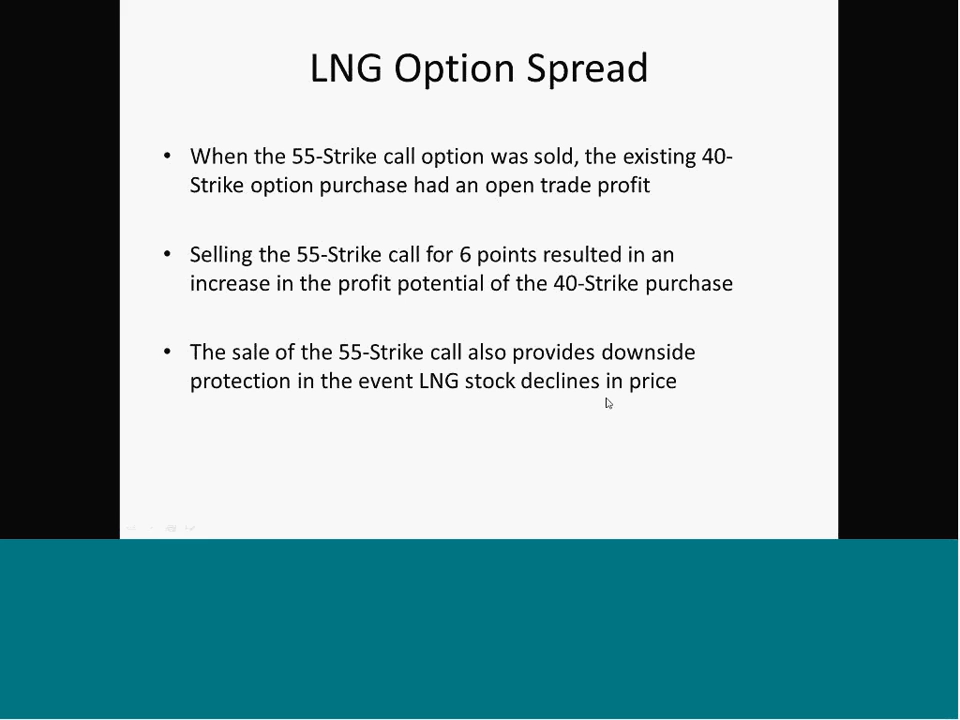 LNG Option Spread
• When the 55-Strike call option was sold, the existing 40-
Strike option purchase had an open trade profit
• Selling the 55-Strike call for 6 points resulted in an
increase in the profit potential of the 40-Strike purchase
• The sale of the 55-Strike call also provides downside
protection in the event LNG stock declines in price